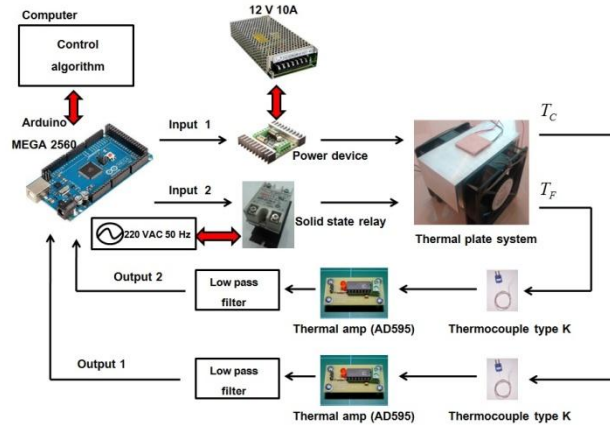 Computer
12 V 10A
Control
algorithm
Arduino
MEGA 2560
Input 1
Power device
T_C
Input 2
Solid state relay
T_F
Thermal plate system
220 VAC 50 Hz
Output 2
Low pass
filter
Thermal amp (AD595)
Thermocouple type K
Output 1
Low pass
filter
Thermal amp (AD595)
Thermocouple type K